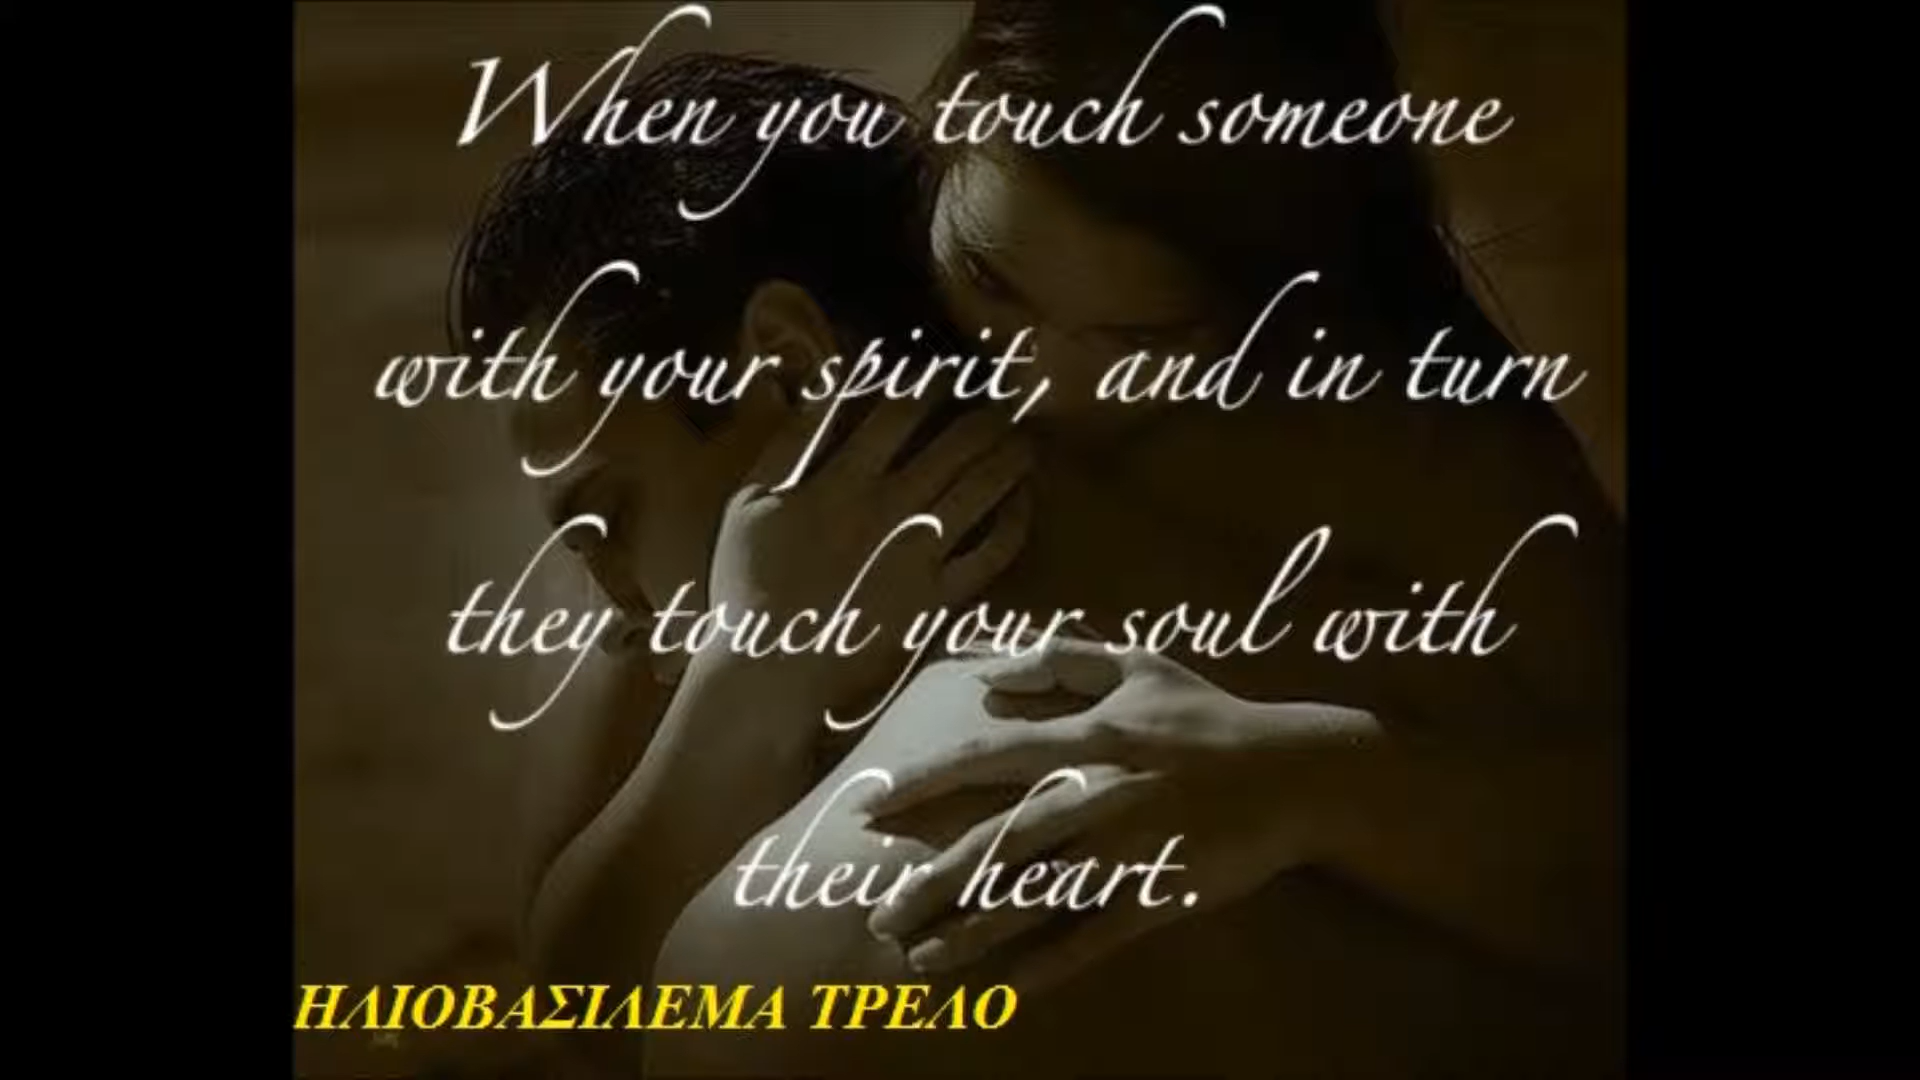 When you touch someone
with your spirit, and in turn
they touch your soul with
their heart.
ΗΛΙΟΒΑΣΙΛΕΜΑ ΤΡΕΛΟ